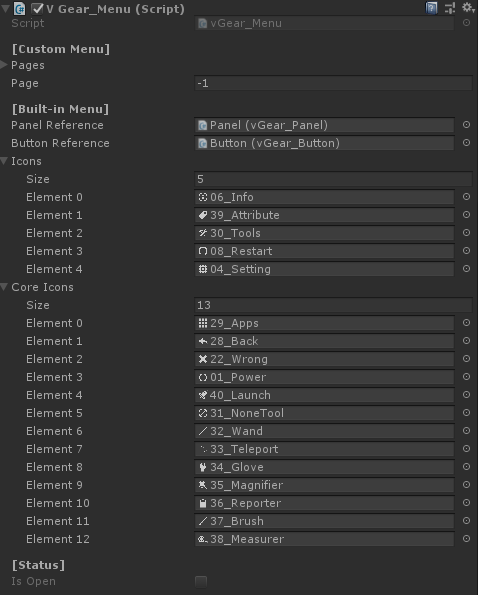 V Gear_Menu (Script)
Script vGear_Menu
[Custom Menu]
Pages
Page -1
[Built-in Menu]
Panel Reference Panel (vGear_Panel)
Button Reference Button (vGear_Button)
Icons
Size 5
Element 0 06_Info
Element 1 39_Attribute
Element 2 30_Tools
Element 3 08_Restart
Element 4 04_Setting
Core Icons
Size 13
Element 0 29_Apps
Element 1 28_Back
Element 2 22_Wrong
Element 3 01_Power
Element 4 40_Launch
Element 5 31_NoneTool
Element 6 32_Wand
Element 7 33_Teleport
Element 8 34_Glove
Element 9 35_Magnifier
Element 10 36_Reporter
Element 11 37_Brush
Element 12 38_Measurer
[Status]
Is Open